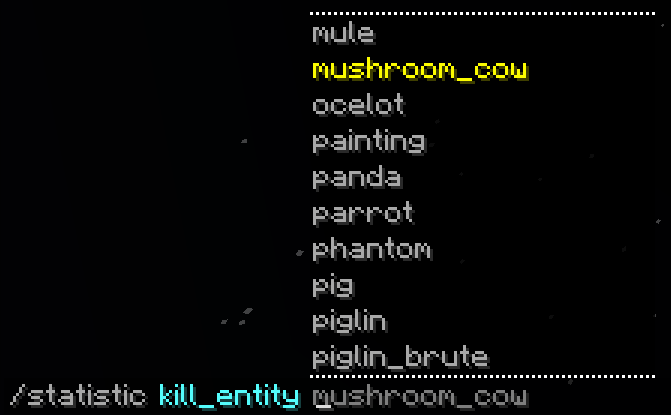 mule
mushroom_cow
ocelot
painting
panda
parrot
phantom
pig
piglin
piglin_brute
/statistic kill_entity mushroom_cow